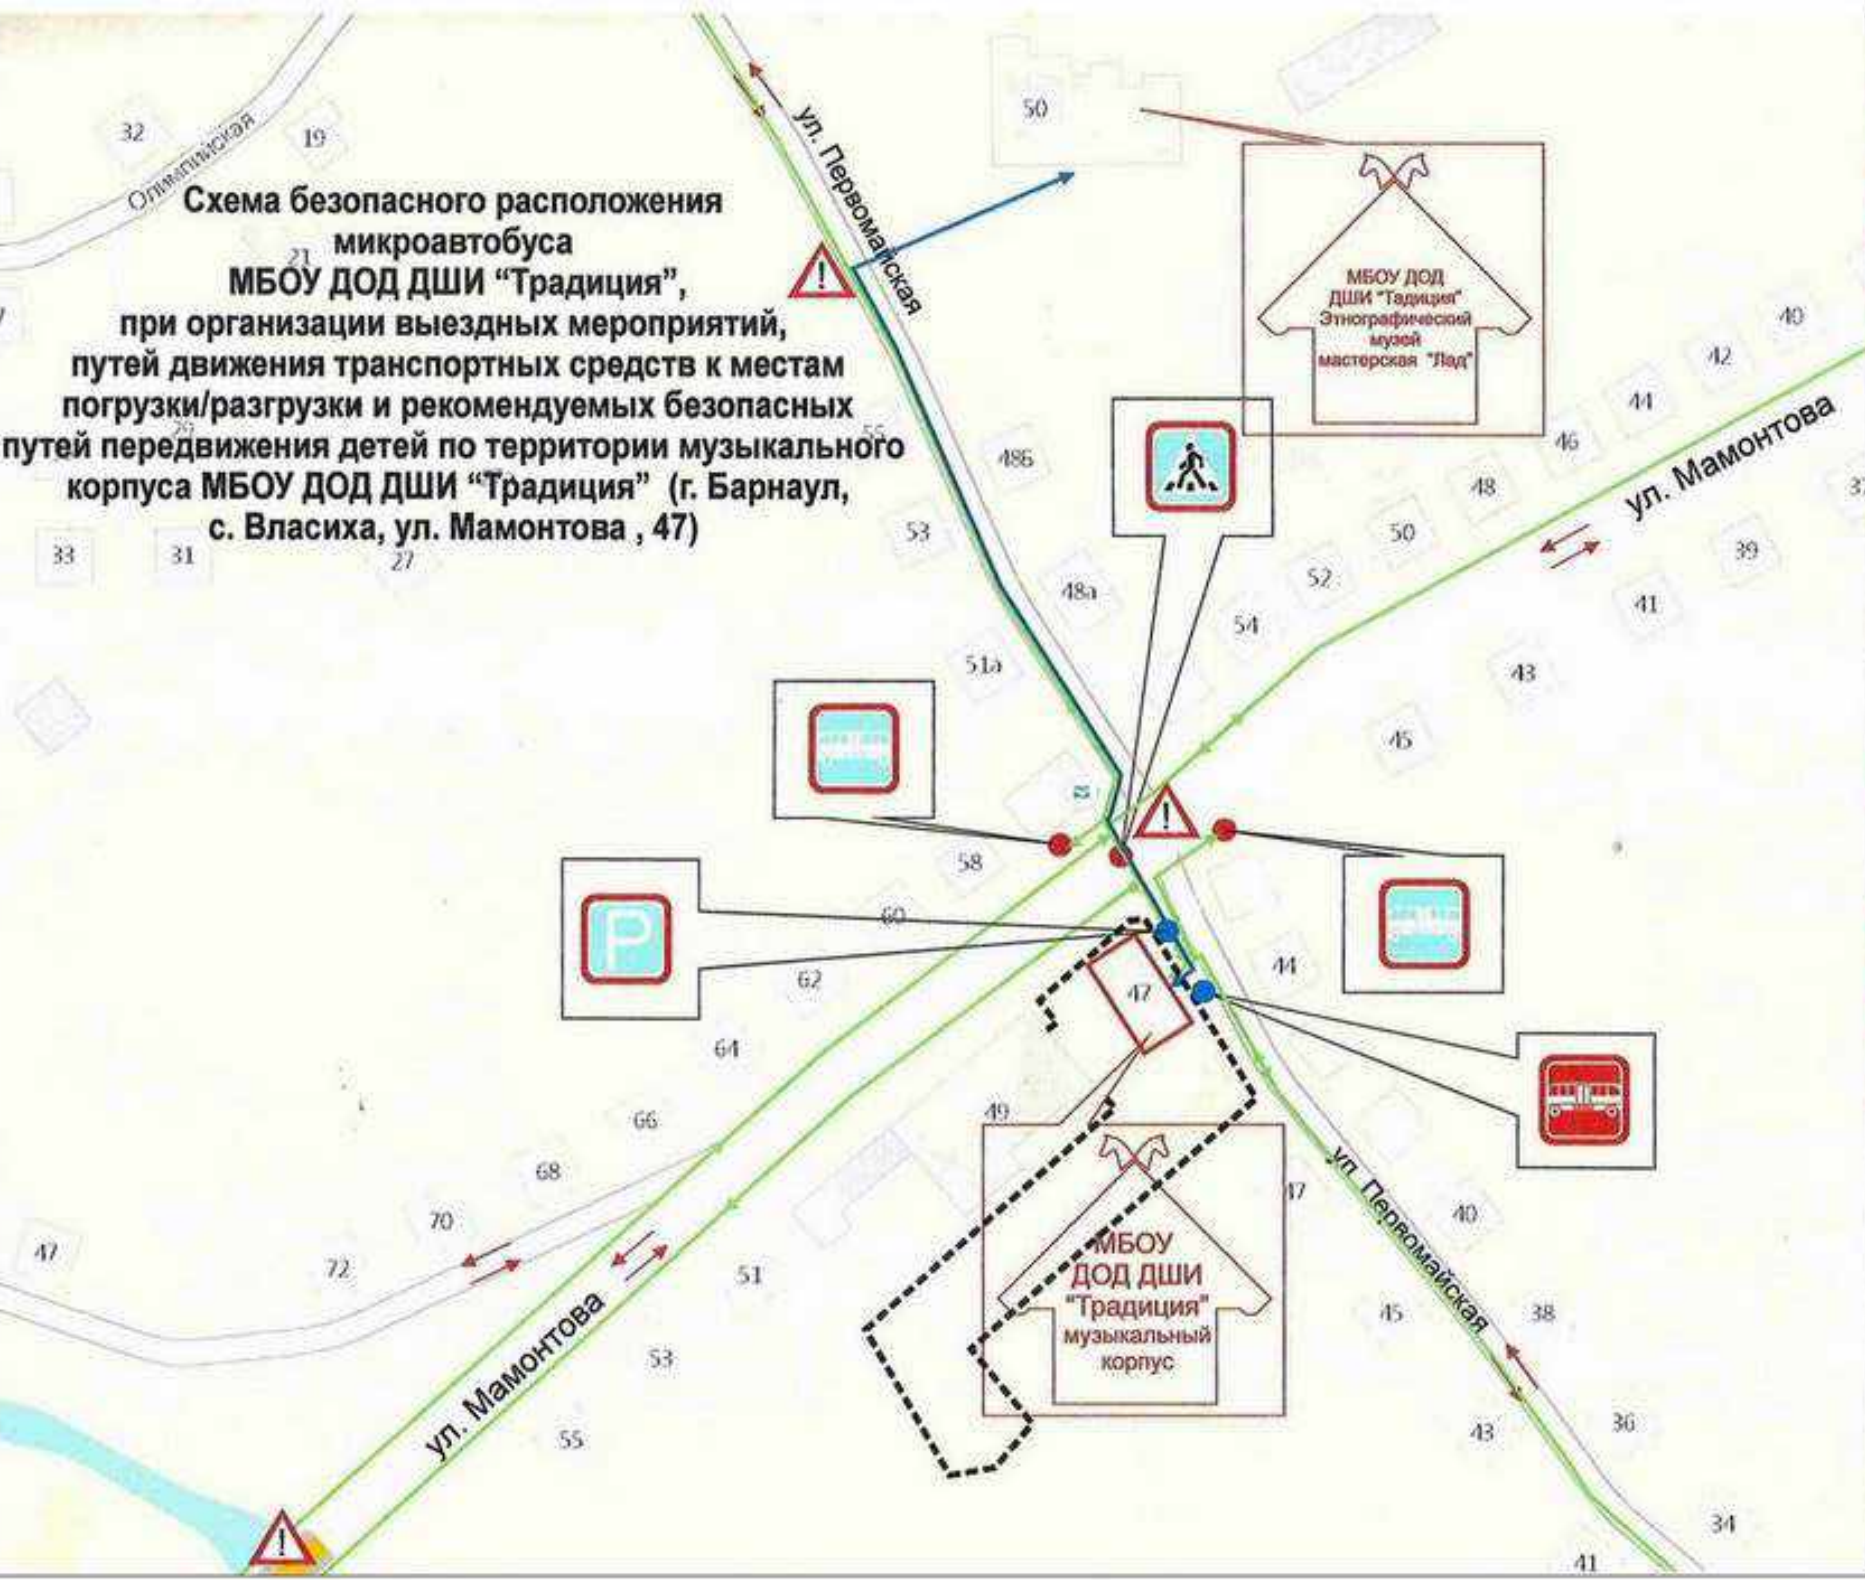 Схема безопасного расположения
микроавтобуса
МБОУ ДОД ДШИ “Традиция”,
при организации выездных мероприятий,
путей движения транспортных средств к местам
погрузки/разгрузки и рекомендуемых безопасных
путей передвижения детей по территории музыкального
корпуса МБОУ ДОД ДШИ “Традиция” (г. Барнаул,
с. Власиха, ул. Мамонтова , 47)
32
19
Олимпийская
21
29
33
31
27
ул. Первомайская
50
МБОУ ДОД
ДШИ “Тадиция”
Этнографический
музей
мастерская “Лад”
40
42
44
46
48
50
52
54
ул. Мамонтова
39
41
43
45
55
48Б
53
48а
51а
58
60
62
64
66
68
70
72
47
P
47
44
49
МБОУ
ДОД ДШИ
“Традиция”
музыкальный
корпус
47
51
53
55
ул. Мамонтова
ул. Первомайская
40
45
38
43
36
34
41
!
!
!